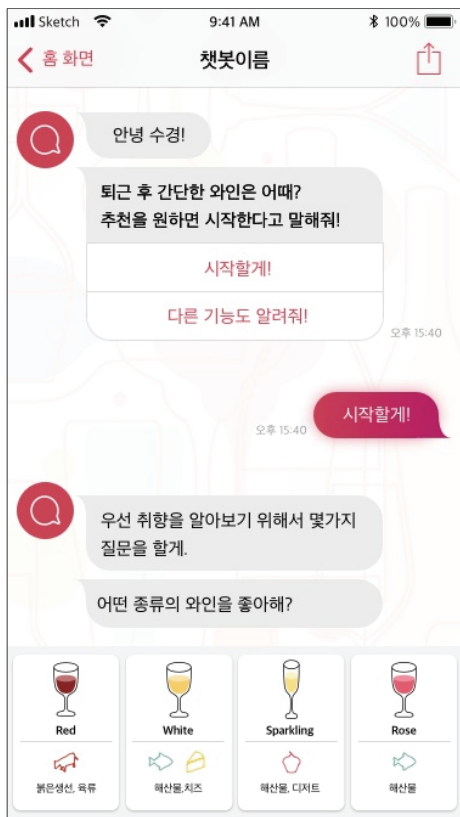 Sketch 9:41 AM 100%
홈 화면 챗봇이름
안녕 수경!
퇴근 후 간단한 와인은 어때?
추천을 원하면 시작한다고 말해줘!
시작할게!
다른 기능도 알려줘!
오후 15:40
시작할게!
오후 15:40
우선 취향을 알아보기 위해서 몇가지
질문을 할게.
어떤 종류의 와인을 좋아해?
Red White Sparkling Rose
붉은생선, 육류 해산물,치즈 해산물, 디저트 해산물